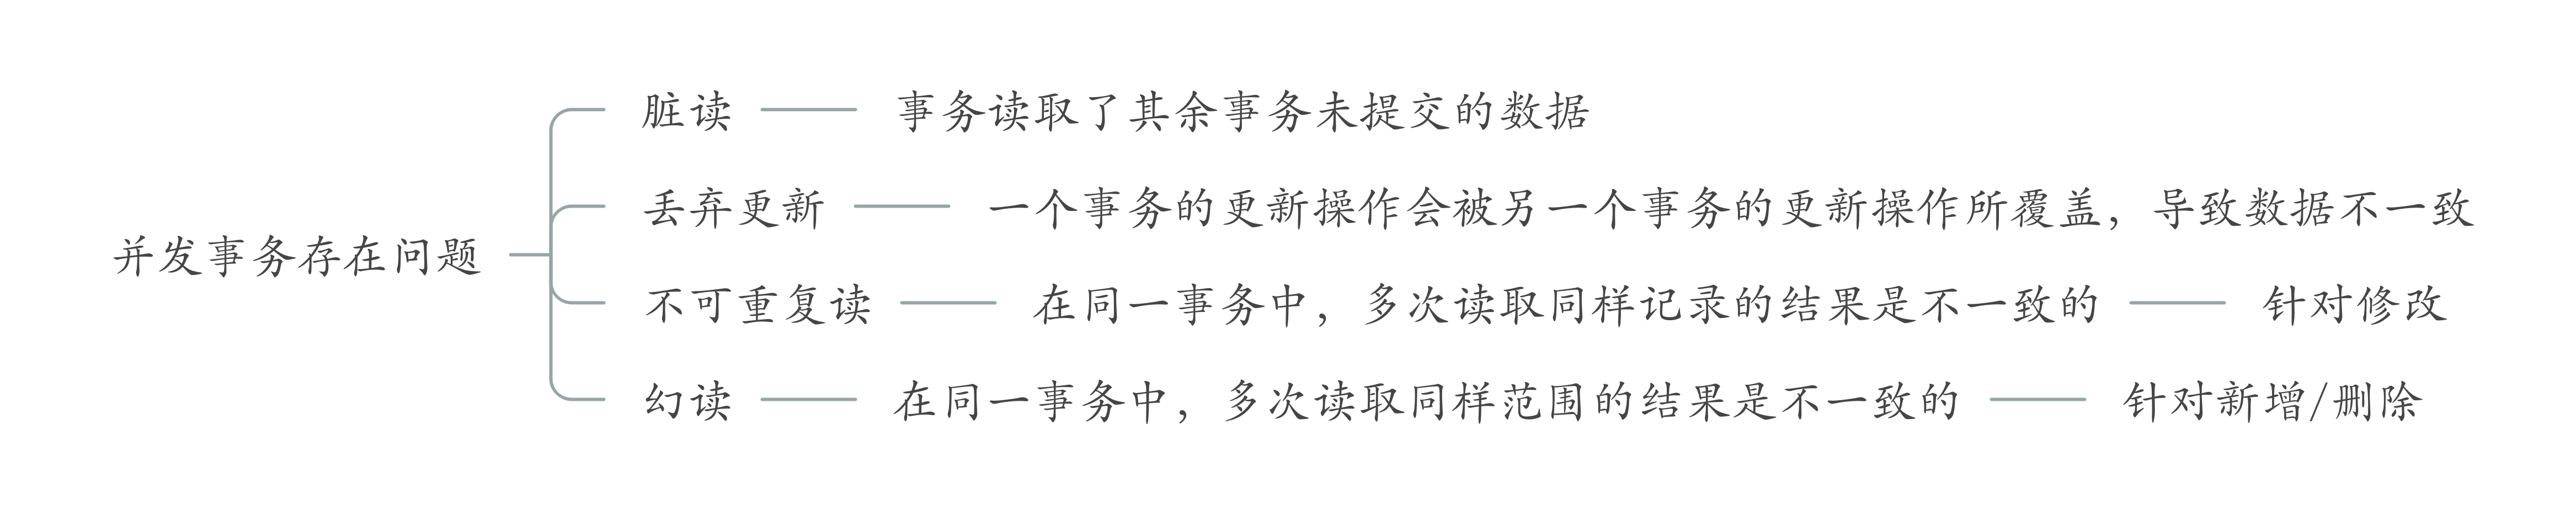 并发事务存在问题
脏读
事务读取了其余事务未提交的数据
丢弃更新
一个事务的更新操作会被另一个事务的更新操作所覆盖，导致数据不一致
不可重复读
在同一事务中，多次读取同样记录的结果是不一致的
针对修改
幻读
在同一事务中，多次读取同样范围的结果是不一致的
针对新增/删除